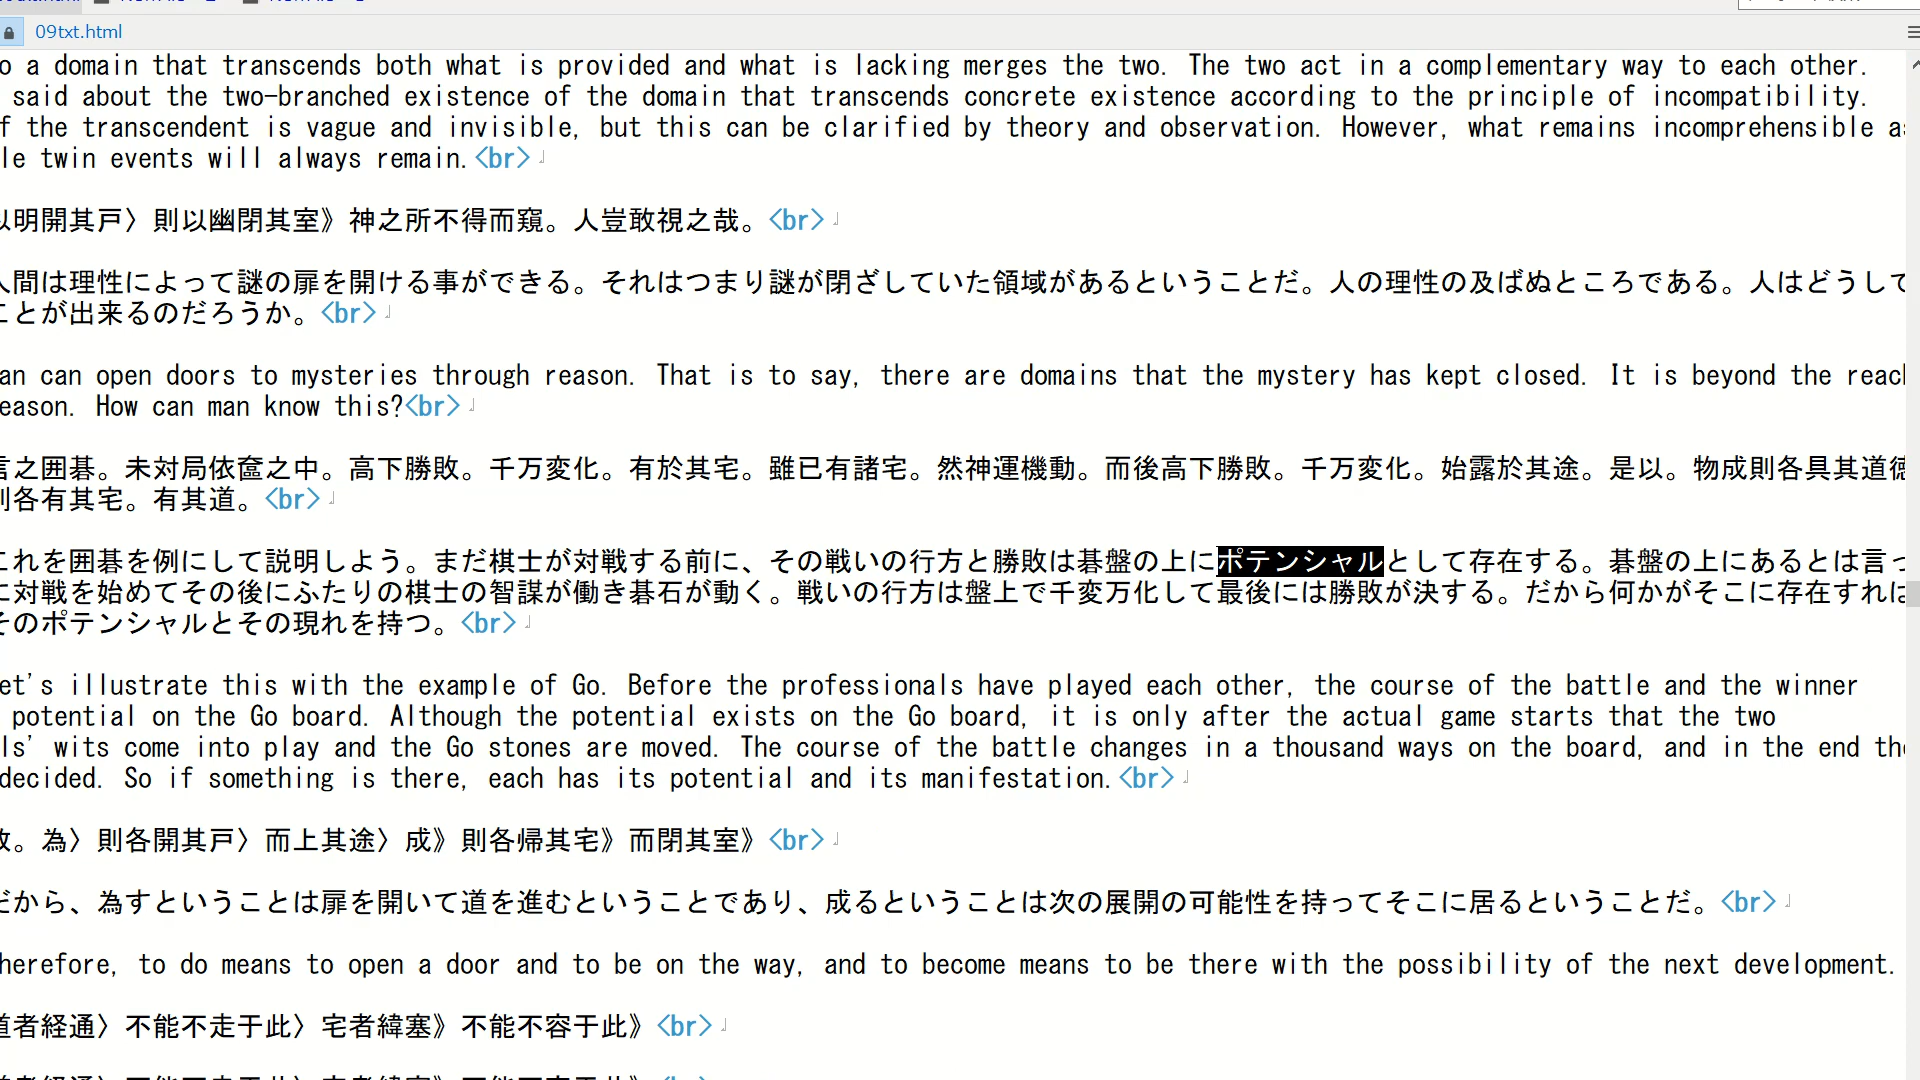 09txt.html
o a domain that transcends both what is provided and what is lacking merges the two. The two act in a complementary way to each other.
said about the two-branched existence of the domain that transcends concrete existence according to the principle of incompatibility.
f the transcendent is vague and invisible, but this can be clarified by theory and observation. However, what remains incomprehensible as
le twin events will always remain.<br>
以明開其戸〉則以幽閉其室》神之所不得而窺。人豈敢視之哉。<br>
人間は理性によって謎の扉を開ける事ができる。それはつまり謎が閉ざしていた領域があるということだ。人の理性の及ばぬところである。人はどうして
ことが出来るのだろうか。<br>
an can open doors to mysteries through reason. That is to say, there are domains that the mystery has kept closed. It is beyond the reach
eason. How can man know this?<br>
言之囲碁。未対局依奩之中。高下勝敗。千万変化。有於其宅。雖已有諸宅。然神運機動。而後高下勝敗。千万変化。始露於其途。是以。物成則各具其道徳
則各有其宅。有其道。<br>
これを囲碁を例にして説明しよう。まだ棋士が対戦する前に、その戦いの行方と勝敗は碁盤の上にポテンシャルとして存在する。碁盤の上にあるとは言っ
に対戦を始めてその後にふたりの棋士の智謀が働き碁石が動く。戦いの行方は盤上で千変万化して最後には勝敗が決する。だから何かがそこに存在すれば
そのポテンシャルとその現れを持つ。<br>
et's illustrate this with the example of Go. Before the professionals have played each other, the course of the battle and the winner
potential on the Go board. Although the potential exists on the Go board, it is only after the actual game starts that the two
ls' wits come into play and the Go stones are moved. The course of the battle changes in a thousand ways on the board, and in the end the
decided. So if something is there, each has its potential and its manifestation.<br>
故。為〉則各開其戸〉而上其途〉成》則各帰其宅》而閉其室》<br>
だから、為すということは扉を開いて道を進むということであり、成るということは次の展開の可能性を持ってそこに居るということだ。<br>
herefore, to do means to open a door and to be on the way, and to become means to be there with the possibility of the next development.
道者経通〉不能不走于此〉宅者緯塞》不能不容于此》<br>